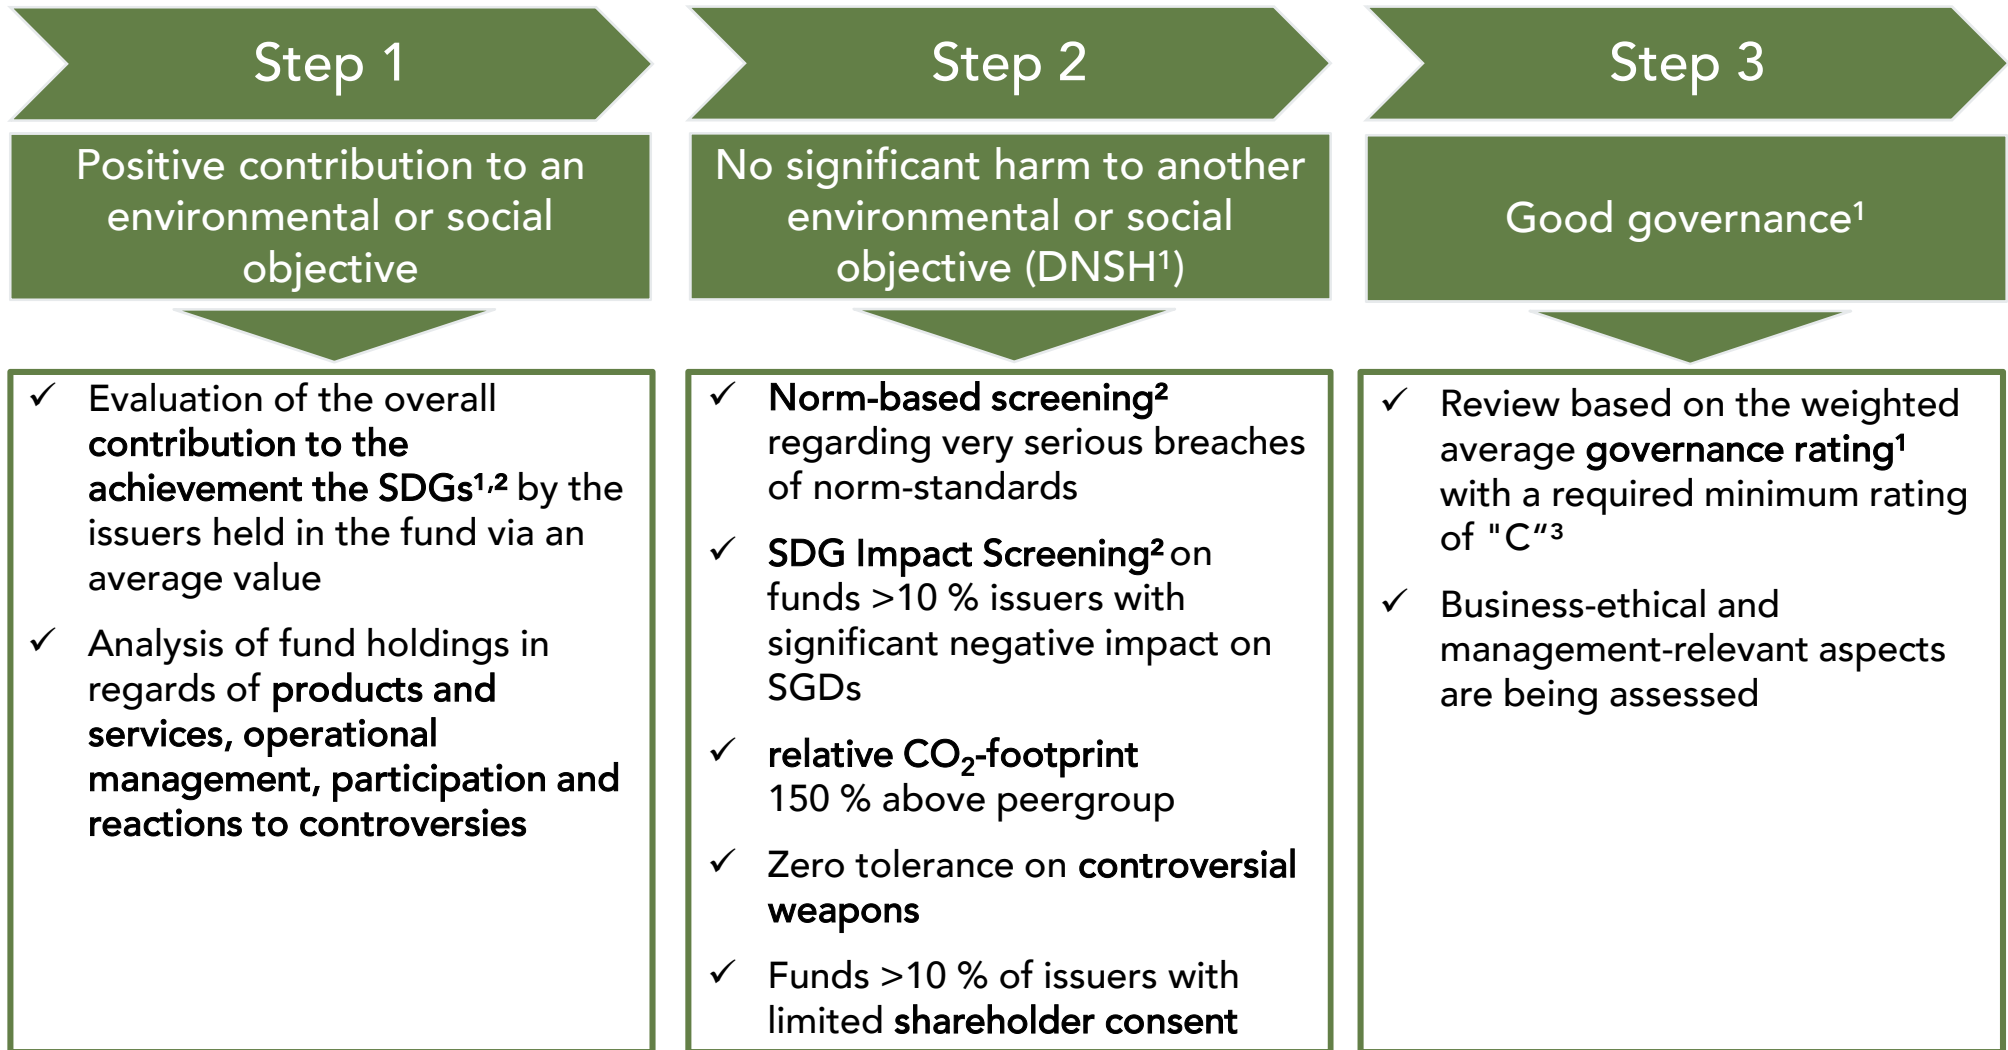 Step 1
Positive contribution to an
environmental or social
objective
✓ Evaluation of the overall
contribution to the
achievement the SDGs¹,² by the
issuers held in the fund via an
average value
✓ Analysis of fund holdings in
regards of products and
services, operational
management, participation and
reactions to controversies
Step 2
No significant harm to another
environmental or social
objective (DNSH¹)
✓ Norm-based screening²
regarding very serious breaches
of norm-standards
✓ SDG Impact Screening² on
funds >10 % issuers with
significant negative impact on
SGDs
✓ relative CO₂-footprint
150 % above peergroup
✓ Zero tolerance on controversial
weapons
✓ Funds >10 % of issuers with
limited shareholder consent
Step 3
Good governance¹
✓ Review based on the weighted
average governance rating¹
with a required minimum rating
of "C“³
✓ Business-ethical and
management-relevant aspects
are being assessed